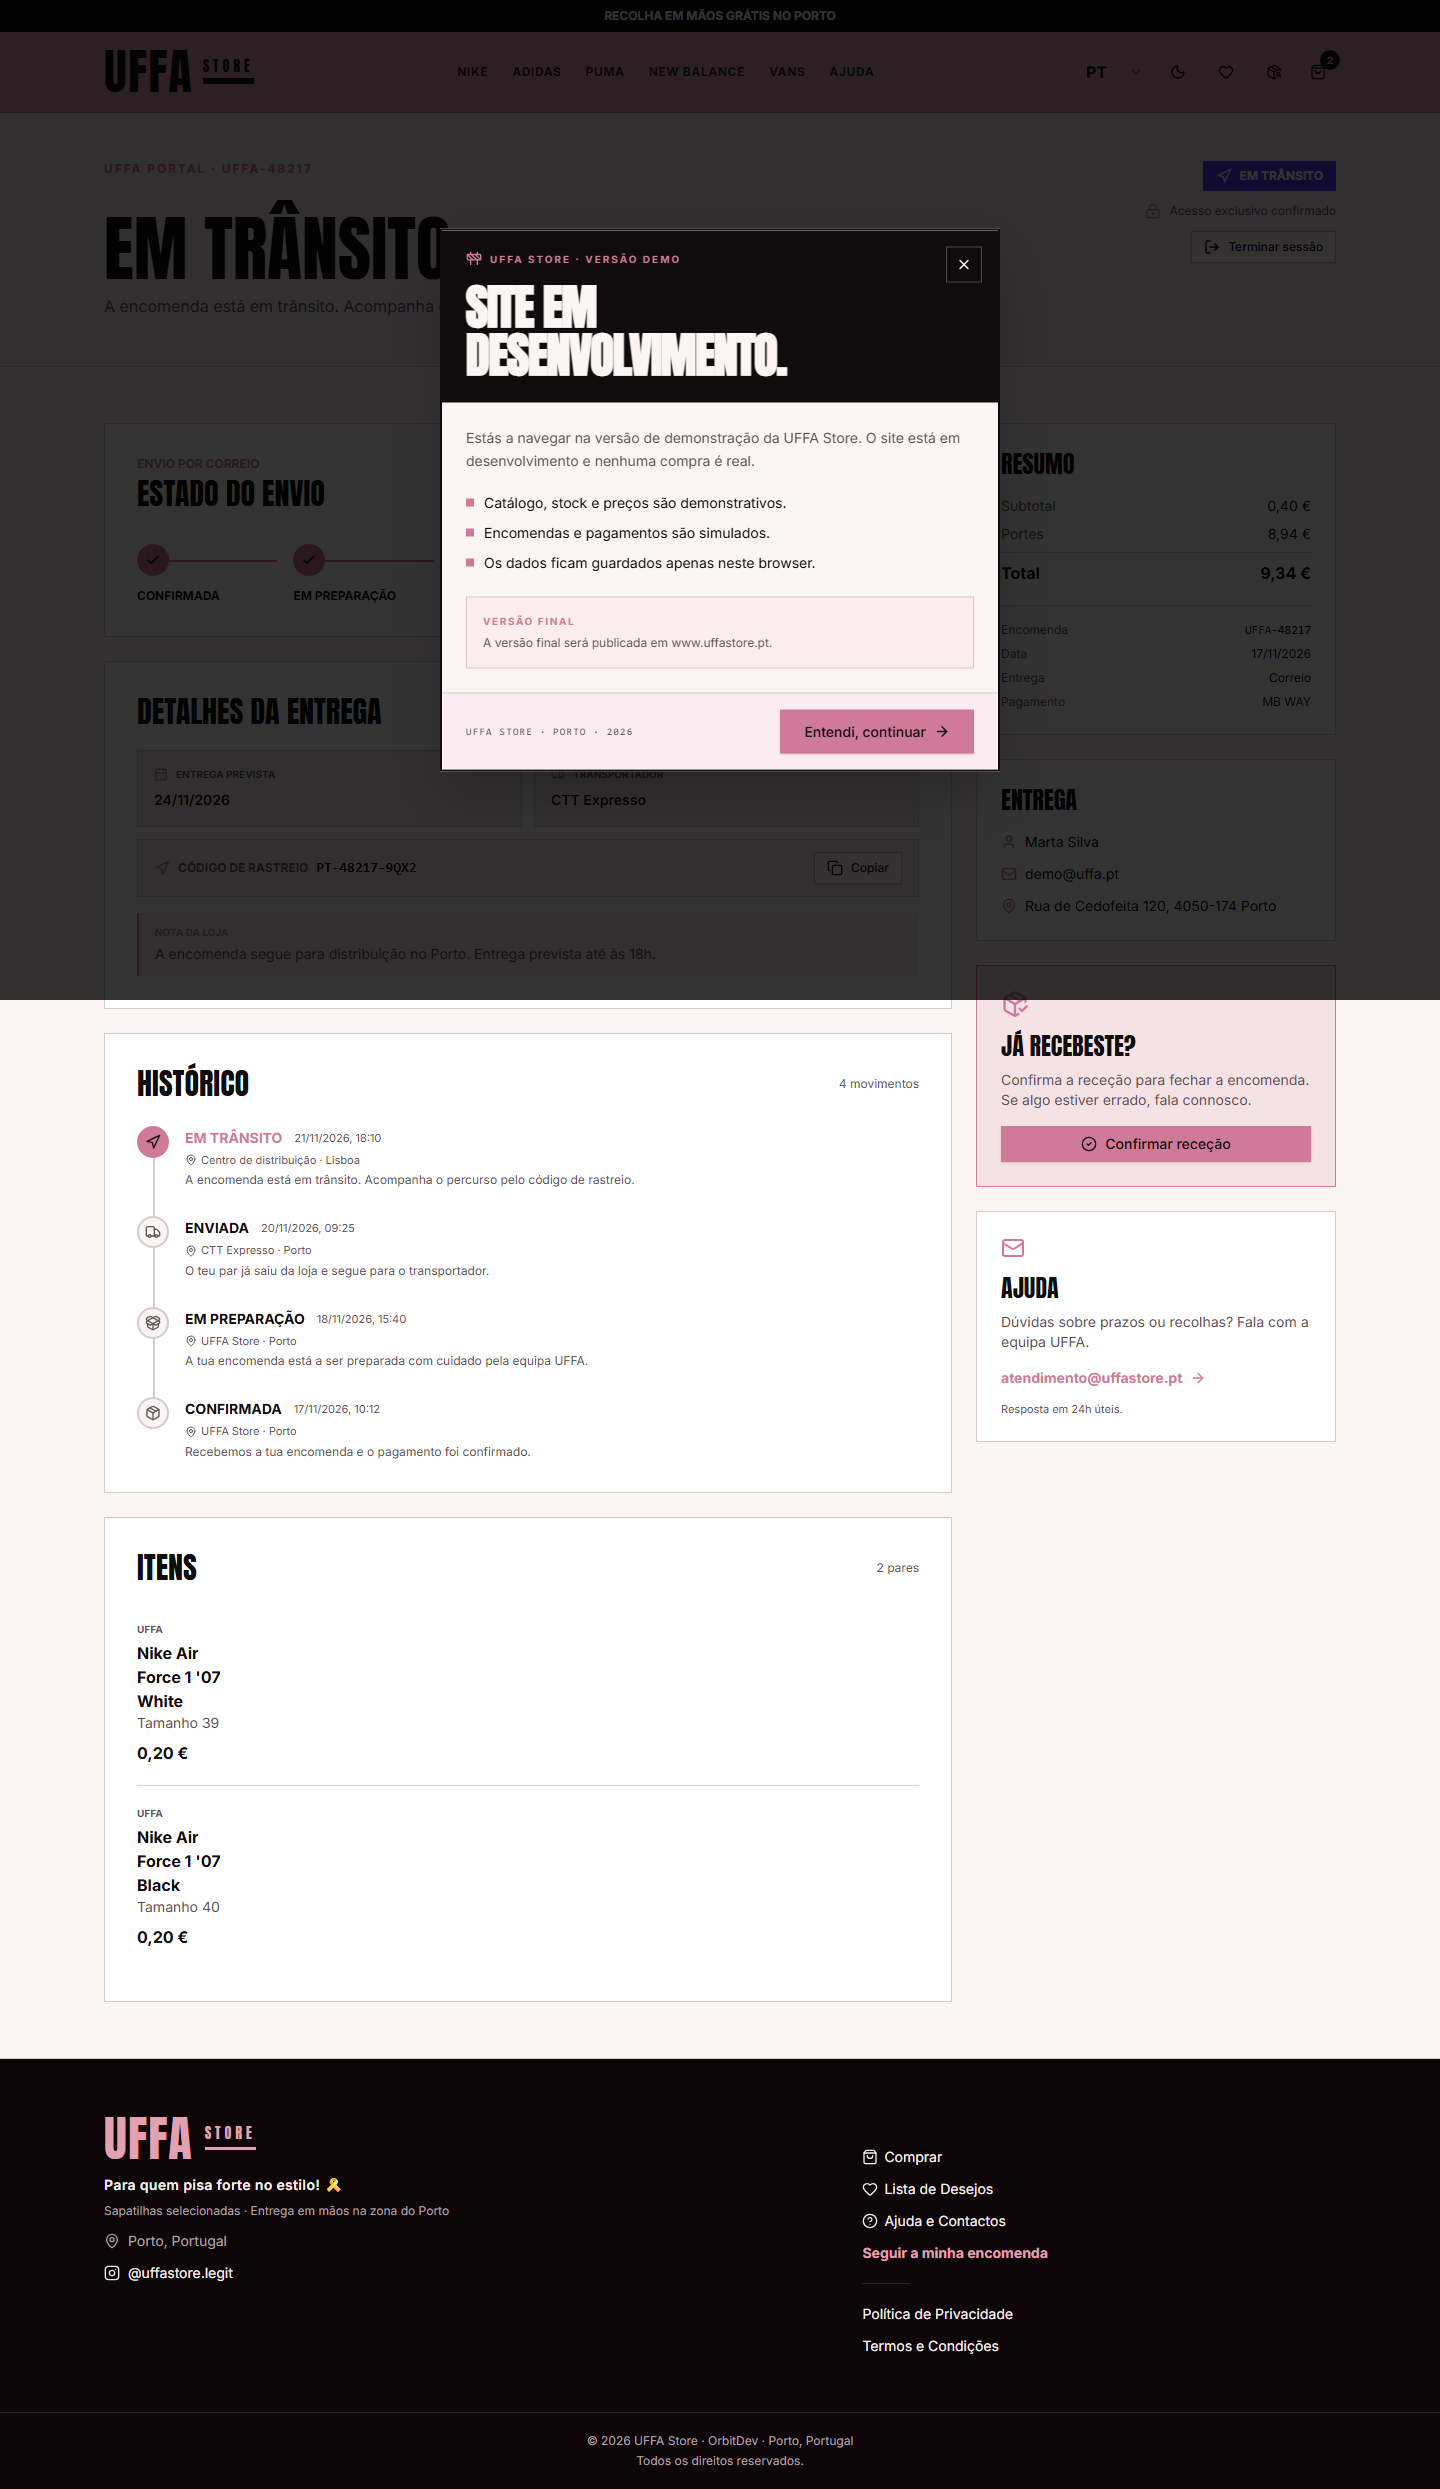 RECOLHA EM MÃOS GRÁTIS NO PORTO
UFFA STORE
NIKE ADIDAS PUMA NEW BALANCE VANS AJUDA
PT
2
UFFA PORTAL · UFFA-48217
EM TRÂNSITO
A encomenda está em trânsito. Acompanha
EM TRÂNSITO
Acesso exclusivo confirmado
Terminar sessão
UFFA STORE · VERSÃO DEMO
SITE EM
DESENVOLVIMENTO.
Estás a navegar na versão de demonstração da UFFA Store. O site está em
desenvolvimento e nenhuma compra é real.
Catálogo, stock e preços são demonstrativos.
Encomendas e pagamentos são simulados.
Os dados ficam guardados apenas neste browser.
VERSÃO FINAL
A versão final será publicada em www.uffastore.pt.
UFFA STORE · PORTO · 2026
Entendi, continuar
ENVIO POR CORREIO
ESTADO DO ENVIO
CONFIRMADA
EM PREPARAÇÃO
DETALHES DA ENTREGA
ENTREGA PREVISTA
24/11/2026
TRANSPORTADOR
CTT Expresso
CÓDIGO DE RASTREIO PT-48217-9QX2
Copiar
NOTA DA LOJA
A encomenda segue para distribuição no Porto. Entrega prevista até às 18h.
HISTÓRICO
4 movimentos
EM TRÂNSITO 21/11/2026, 18:10
Centro de distribuição · Lisboa
A encomenda está em trânsito. Acompanha o percurso pelo código de rastreio.
ENVIADA 20/11/2026, 09:25
CTT Expresso · Porto
O teu par já saiu da loja e segue para o transportador.
EM PREPARAÇÃO 18/11/2026, 15:40
UFFA Store · Porto
A tua encomenda está a ser preparada com cuidado pela equipa UFFA.
CONFIRMADA 17/11/2026, 10:12
UFFA Store · Porto
Recebemos a tua encomenda e o pagamento foi confirmado.
ITENS
2 pares
UFFA
Nike Air
Force 1 '07
White
Tamanho 39
0,20 €
UFFA
Nike Air
Force 1 '07
Black
Tamanho 40
0,20 €
RESUMO
Subtotal 0,40 €
Portes 8,94 €
Total 9,34 €
Encomenda UFFA-48217
Data 17/11/2026
Entrega Correio
Pagamento MB WAY
ENTREGA
Marta Silva
demo@uffa.pt
Rua de Cedofeita 120, 4050-174 Porto
JÁ RECEBESTE?
Confirma a receção para fechar a encomenda.
Se algo estiver errado, fala connosco.
Confirmar receção
AJUDA
Dúvidas sobre prazos ou recolhas? Fala com a
equipa UFFA.
atendimento@uffastore.pt
Resposta em 24h úteis.
UFFA STORE
Para quem pisa forte no estilo!
Sapatilhas selecionadas · Entrega em mãos na zona do Porto
Porto, Portugal
@uffastore.legit
Comprar
Lista de Desejos
Ajuda e Contactos
Seguir a minha encomenda
Política de Privacidade
Termos e Condições
© 2026 UFFA Store · OrbitDev · Porto, Portugal
Todos os direitos reservados.